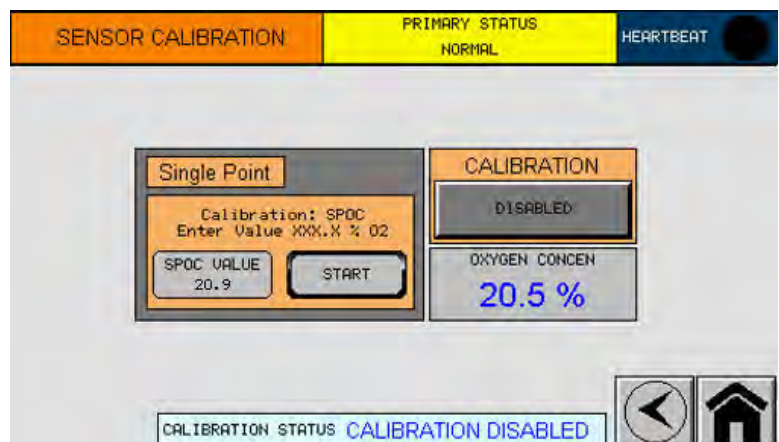 SENSOR CALIBRATION
PRIMARY STATUS
NORMAL
HEARTBEAT
Single Point
Calibration: SPOC
Enter Value XXX.X % O2
SPOC VALUE
20.9
START
CALIBRATION
DISABLED
OXYGEN CONCEN
20.5 %
CALIBRATION STATUS CALIBRATION DISABLED